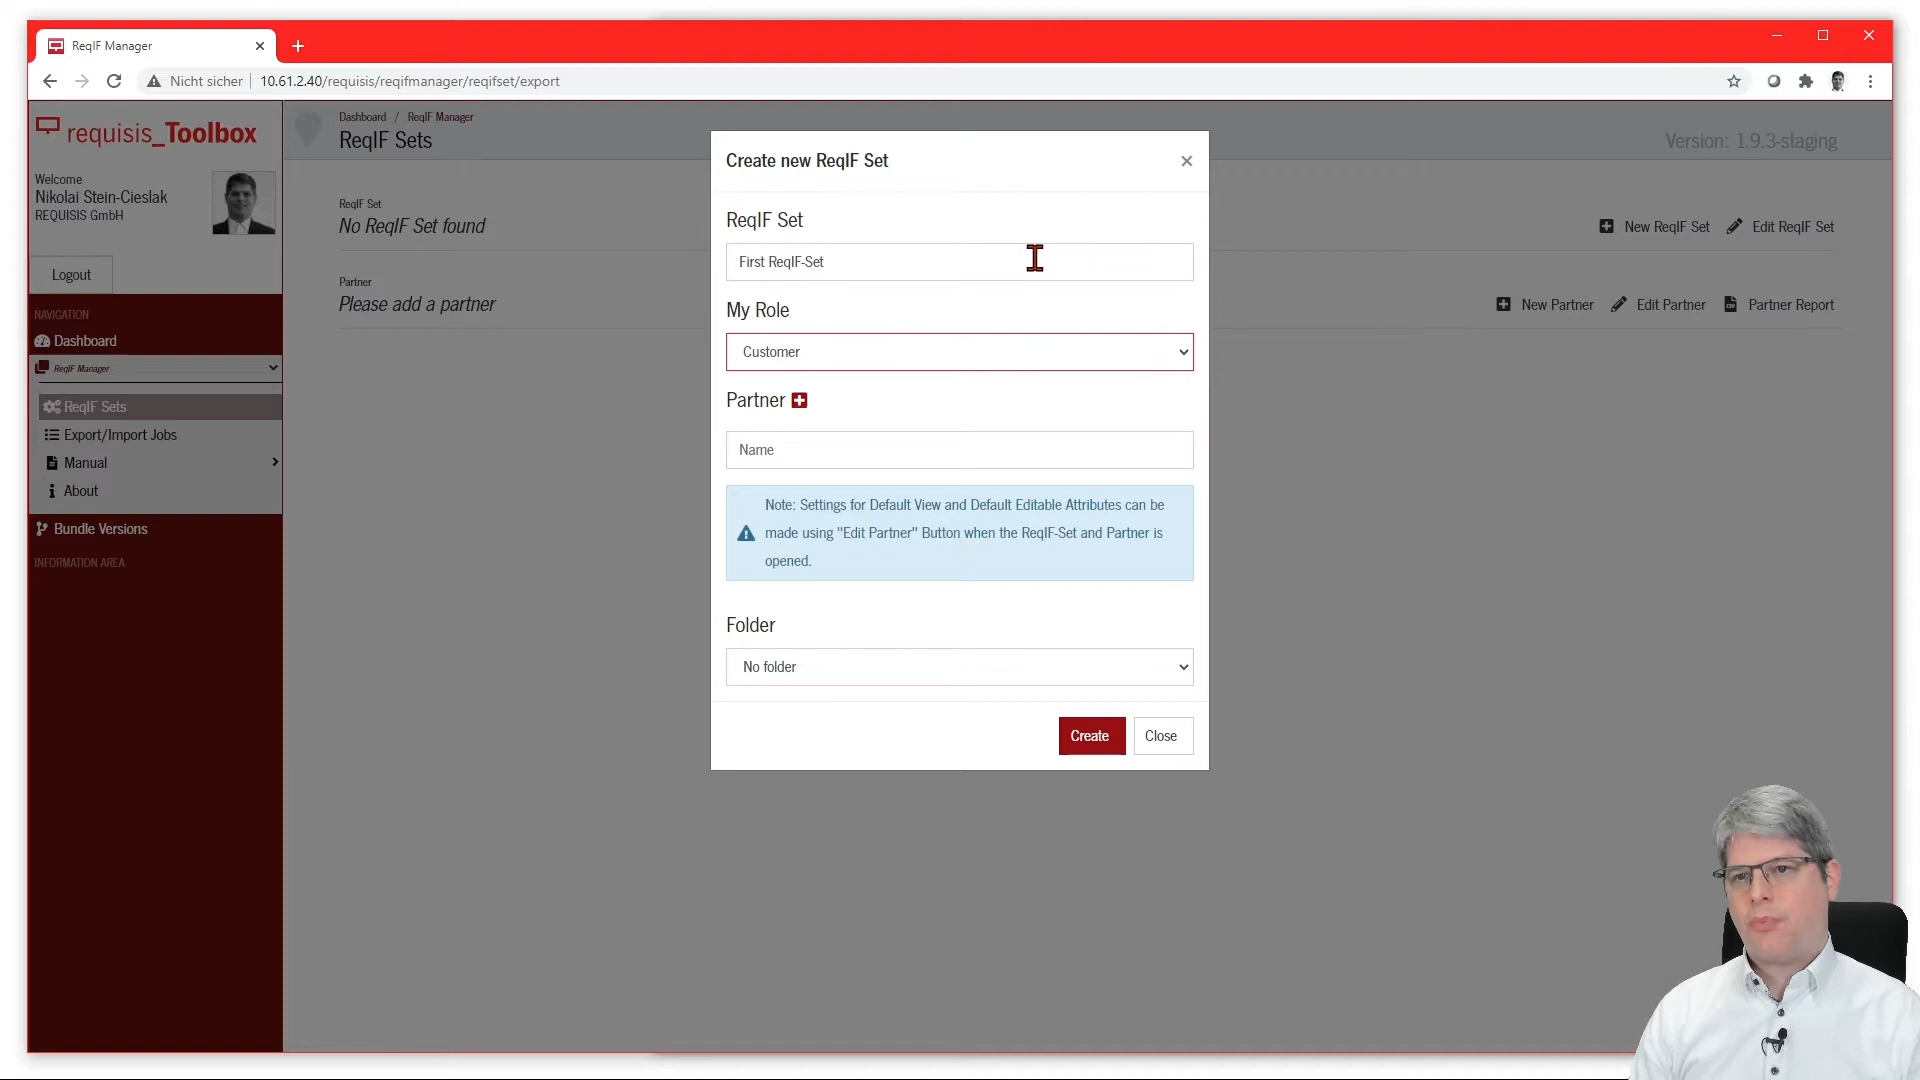 ReqIF Manager
Nicht sicher
10.61.2.40/requisis/reqifmanager/reqifset/export
requisis_Toolbox
Dashboard / ReqIF Manager
ReqIF Sets
Version: 1.9.3-staging
Welcome
Nikolai Stein-Cieslak
REQUISIS GmbH
Logout
NAVIGATION
Dashboard
ReqIF Manager
ReqIF Sets
Export/Import Jobs
Manual
About
Bundle Versions
INFORMATION AREA
ReqIF Set
No ReqIF Set found
New ReqIF Set
Edit ReqIF Set
Partner
Please add a partner
New Partner
Edit Partner
Partner Report
Create new ReqIF Set
ReqIF Set
First ReqIF-Set
My Role
Customer
Partner
Name
Note: Settings for Default View and Default Editable Attributes can be
made using "Edit Partner" Button when the ReqIF-Set and Partner is
opened.
Folder
No folder
Create
Close